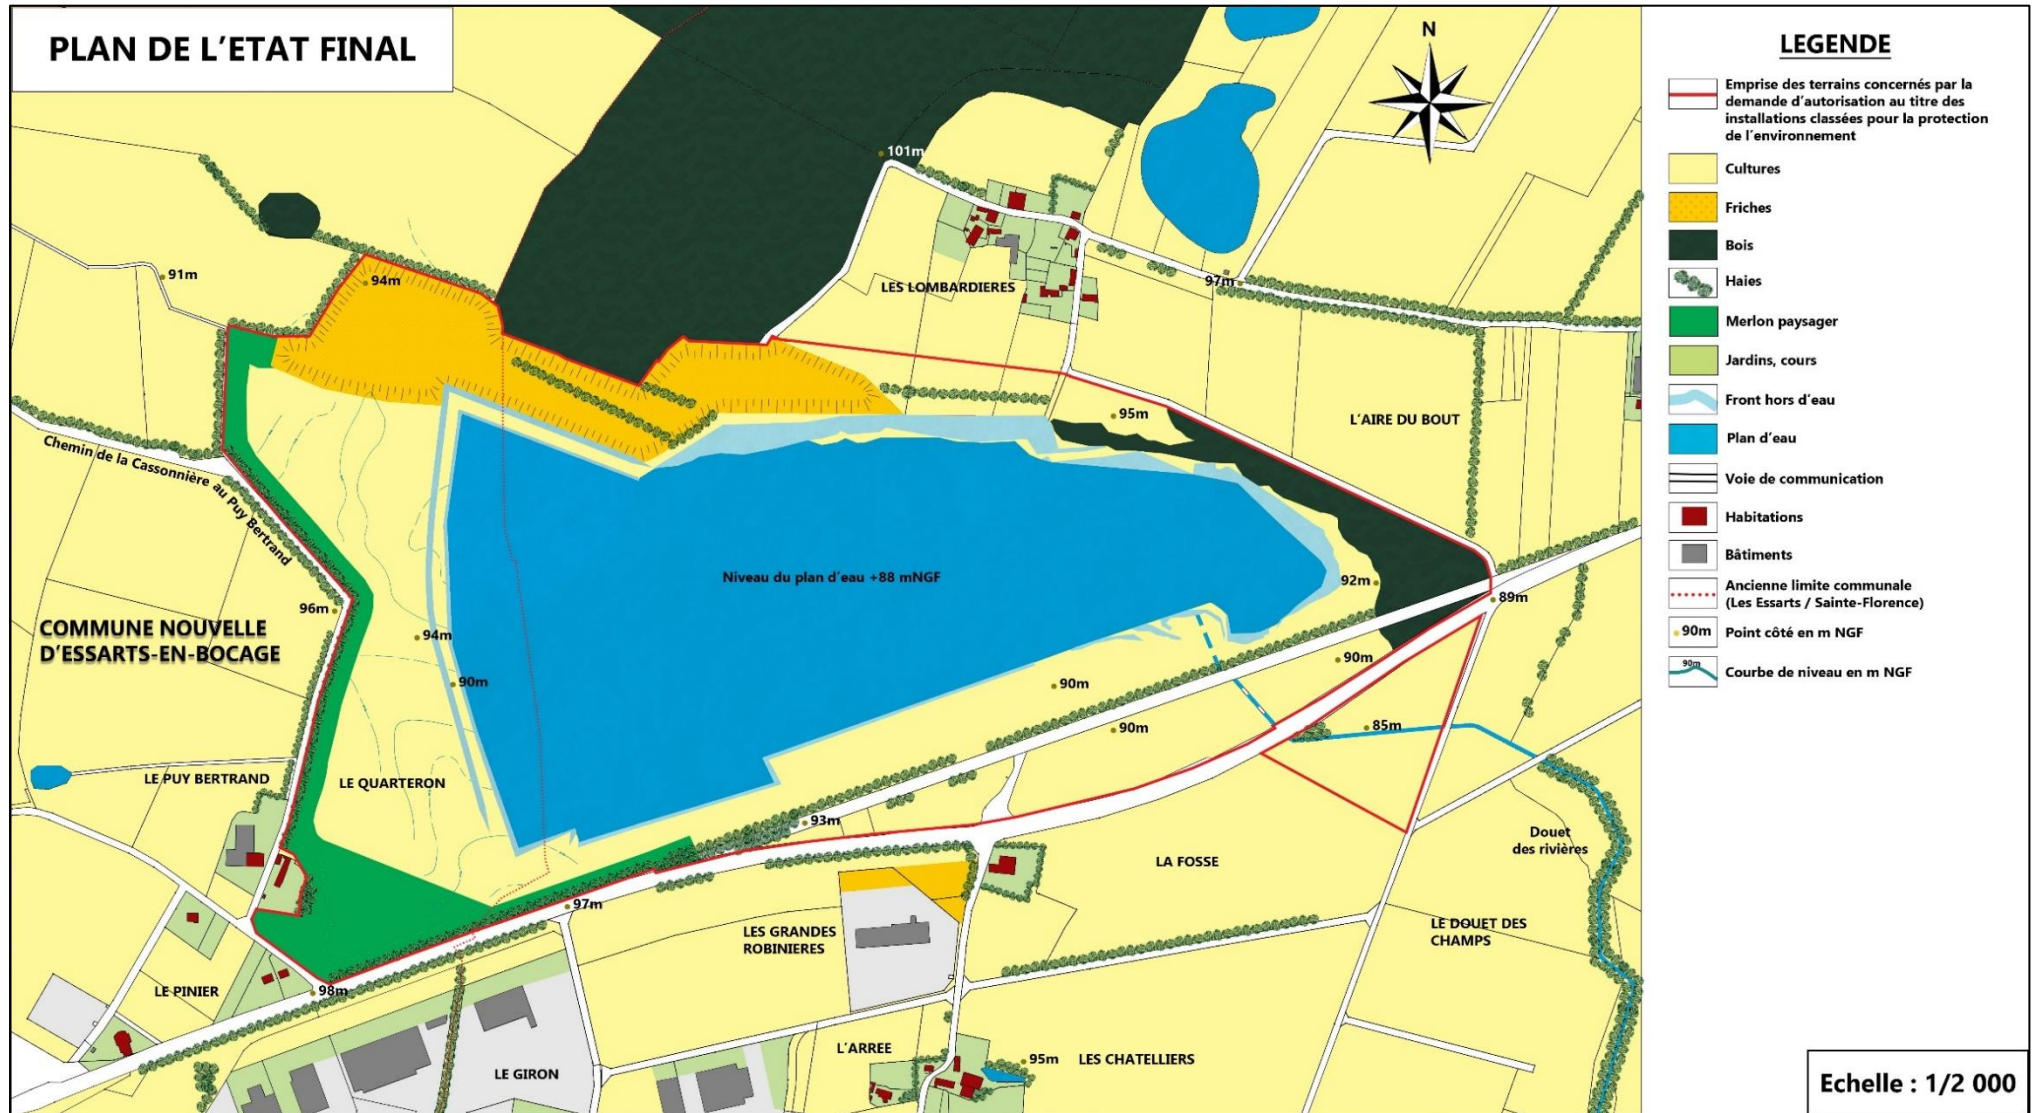 PLAN DE L'ETAT FINAL
N
101m
91m
94m
LES LOMBARDIERES
97m
95m
L'AIRE DU BOUT
Chemin de la Cassonnière au Puy Bertrand
96m
COMMUNE NOUVELLE
D'ESSARTS-EN-BOCAGE
94m
90m
Niveau du plan d'eau +88 mNGF
92m
89m
90m
90m
90m
85m
LE PUY BERTRAND
LE QUARTERON
93m
LA FOSSE
Douet
des rivières
97m
LES GRANDES
ROBINIERES
LE DOUET DES
CHAMPS
LE PINIER
98m
LE GIRON
L'ARREE
95m
LES CHATELLIERS
LEGENDE
Emprise des terrains concernés par la
demande d'autorisation au titre des
installations classées pour la protection
de l'environnement
Cultures
Friches
Bois
Haies
Merlon paysager
Jardins, cours
Front hors d'eau
Plan d'eau
Voie de communication
Habitations
Bâtiments
Ancienne limite communale
(Les Essarts / Sainte-Florence)
90m
Point côté en m NGF
90m
Courbe de niveau en m NGF
Echelle : 1/2 000